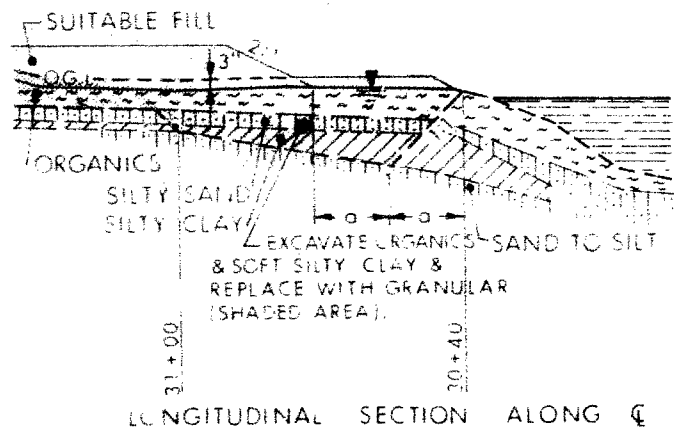 SUITABLE FILL
3'
2:1
O.G.L
ORGANICS
SILTY SAND
SILTY CLAY
a a
EXCAVATE ORGANICS
& SOFT SILTY CLAY &
REPLACE WITH GRANULAR
(SHADED AREA).
SAND TO SILT
31+00
30+40
LONGITUDINAL SECTION ALONG ℄